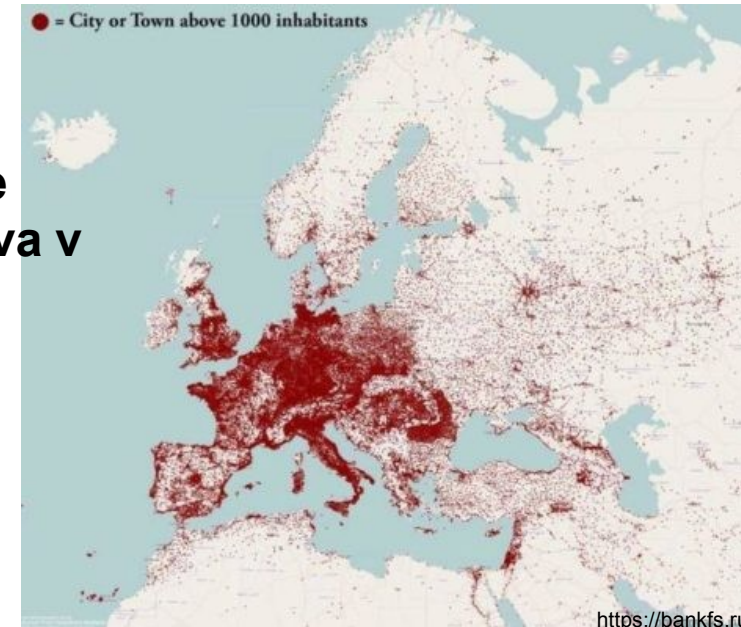 = City or Town above 1000 inhabitants
e
va v
https://bankfs.ru